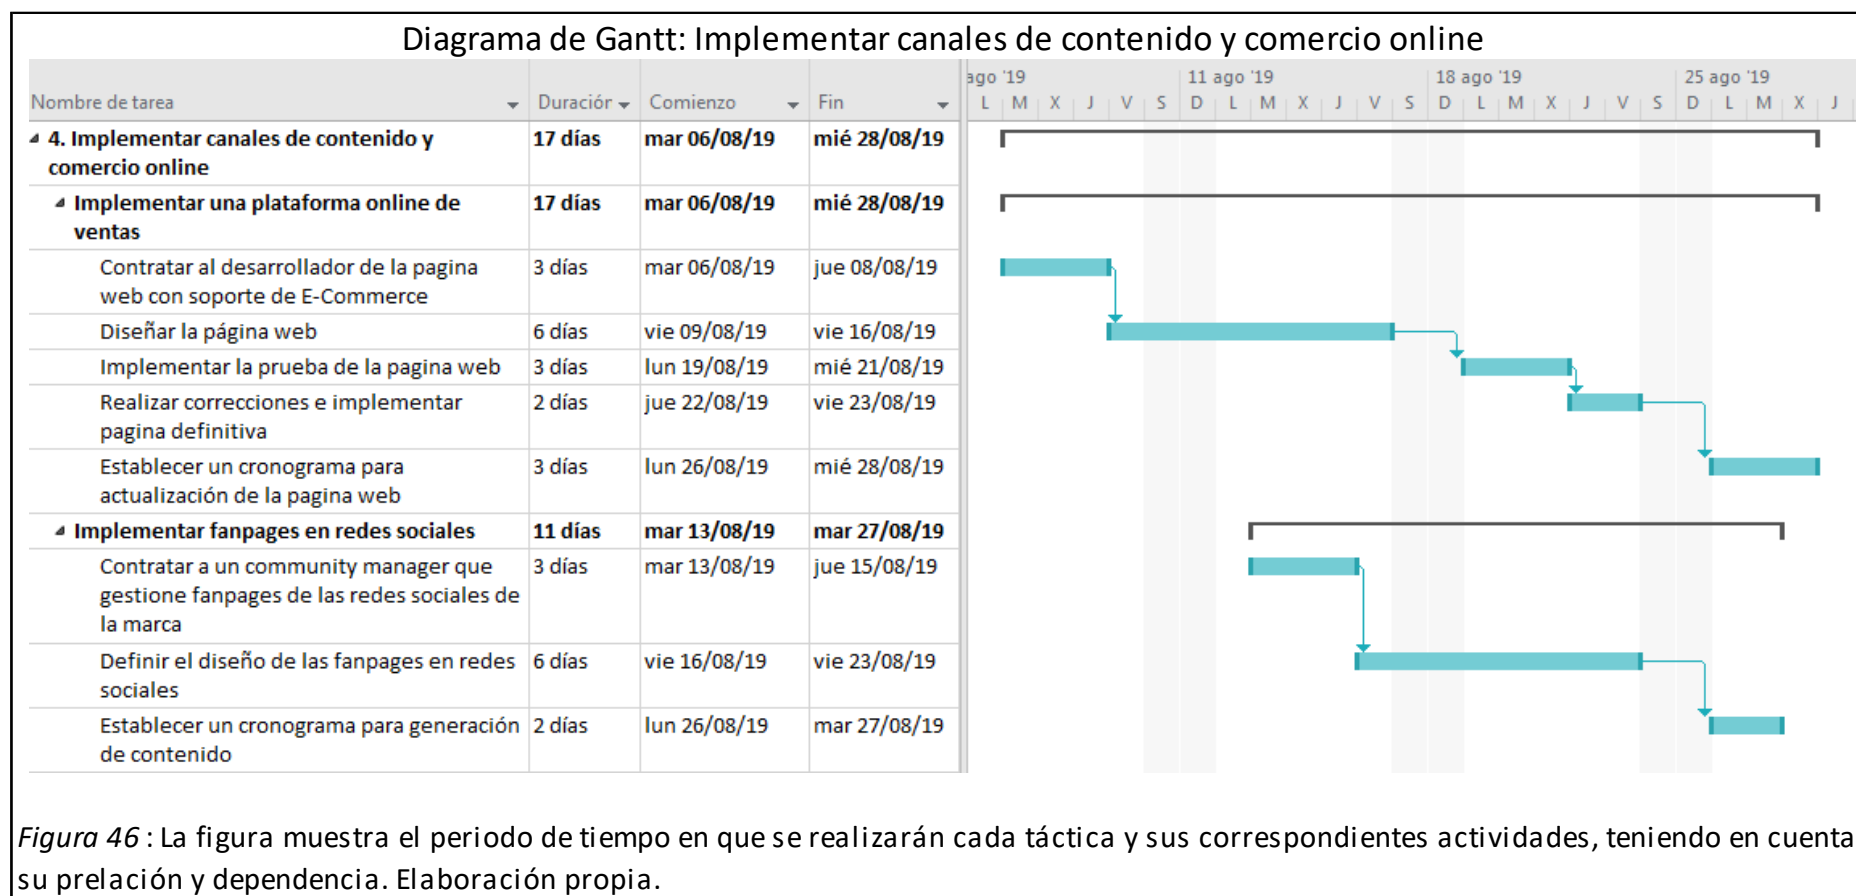 Diagrama de Gantt: Implementar canales de contenido y comercio online
ago '19 11 ago '19 18 ago '19 25 ago '19
Nombre de tarea Duración Comienzo Fin L M X J V S D L M X J V S D L M X J V S D L M X J
4. Implementar canales de contenido y 17 días mar 06/08/19 mié 28/08/19
comercio online
Implementar una plataforma online de 17 días mar 06/08/19 mié 28/08/19
ventas
Contratar al desarrollador de la pagina 3 días mar 06/08/19 jue 08/08/19
web con soporte de E-Commerce
Diseñar la página web 6 días vie 09/08/19 vie 16/08/19
Implementar la prueba de la pagina web 3 días lun 19/08/19 mié 21/08/19
Realizar correcciones e implementar 2 días jue 22/08/19 vie 23/08/19
pagina definitiva
Establecer un cronograma para 3 días lun 26/08/19 mié 28/08/19
actualización de la pagina web
Implementar fanpages en redes sociales 11 días mar 13/08/19 mar 27/08/19
Contratar a un community manager que 3 días mar 13/08/19 jue 15/08/19
gestione fanpages de las redes sociales de
la marca
Definir el diseño de las fanpages en redes 6 días vie 16/08/19 vie 23/08/19
sociales
Establecer un cronograma para generación 2 días lun 26/08/19 mar 27/08/19
de contenido
Figura 46 : La figura muestra el periodo de tiempo en que se realizarán cada táctica y sus correspondientes actividades, teniendo en cuenta
su prelación y dependencia. Elaboración propia.